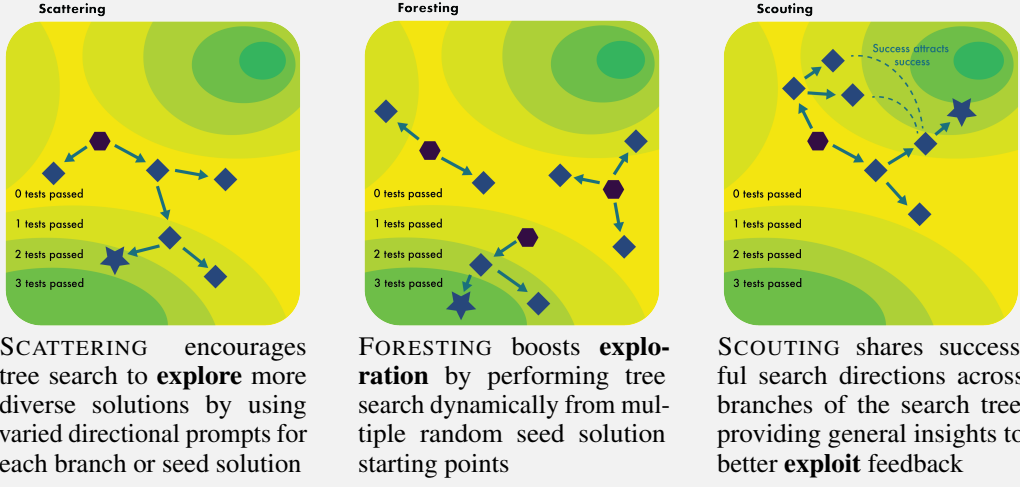 Scattering
0 tests passed
1 tests passed
2 tests passed
3 tests passed
SCATTERING encourages
tree search to explore more
diverse solutions by using
varied directional prompts for
each branch or seed solution
Foresting
0 tests passed
1 tests passed
2 tests passed
3 tests passed
FORESTING boosts explo-
ration by performing tree
search dynamically from mul-
tiple random seed solution
starting points
Scouting
Success attracts
success
0 tests passed
1 tests passed
2 tests passed
3 tests passed
SCOUTING shares success
ful search directions across
branches of the search tree
providing general insights to
better exploit feedback